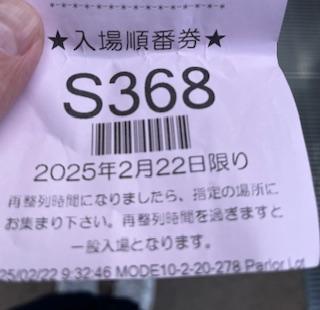 ★入場順番券★
S368
2025年2月22日限り
再整列時間になりましたら、指定の場所に
お集まり下さい。再整列時間を過ぎますと
一般入場となります。
25/02/22 9:32:46 MODE10-2-20-278 Parlor Lot